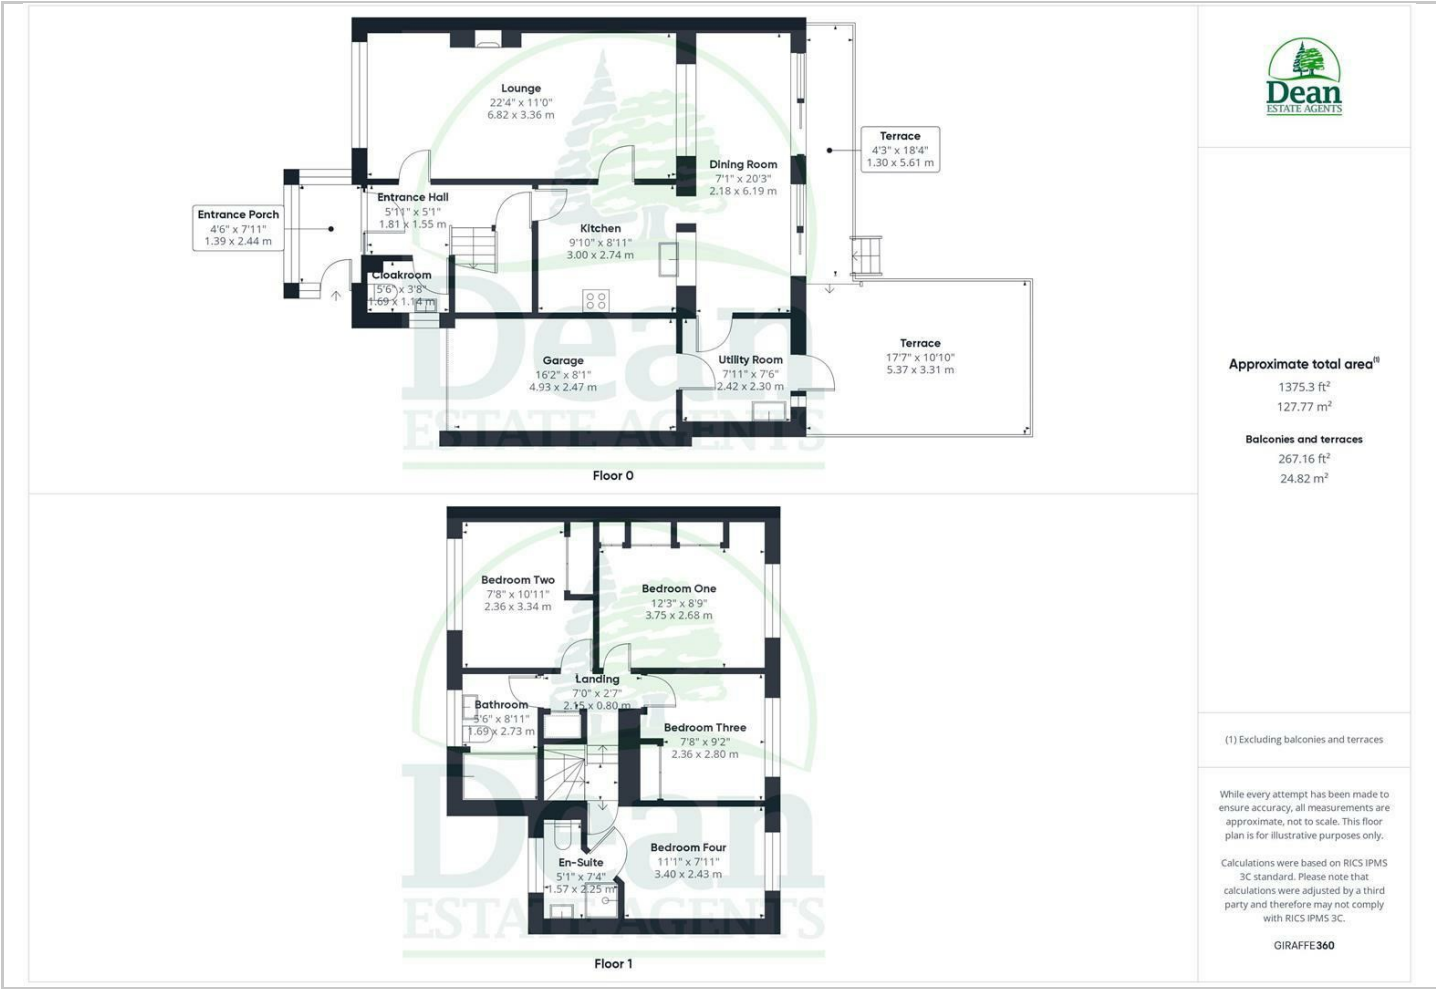 Lounge
22'4" x 11'0"
6.82 x 3.36 m
Dining Room
7'1" x 20'3"
2.18 x 6.19 m
Terrace
4'3" x 18'4"
1.30 x 5.61 m
Entrance Porch
4'6" x 7'11"
1.39 x 2.44 m
Entrance Hall
5'11" x 5'1"
1.81 x 1.55 m
Kitchen
9'10" x 8'11"
3.00 x 2.74 m
Cloakroom
5'6" x 3'8"
1.69 x 1.14 m
Garage
16'2" x 8'1"
4.93 x 2.47 m
Utility Room
7'11" x 7'6"
2.42 x 2.30 m
Terrace
17'7" x 10'10"
5.37 x 3.31 m
Dean
ESTATE AGENTS
Floor 0
Bedroom Two
7'8" x 10'11"
2.36 x 3.34 m
Bedroom One
12'3" x 8'9"
3.75 x 2.68 m
Landing
7'0" x 2'7"
2.15 x 0.80 m
Bathroom
5'6" x 8'11"
1.69 x 2.73 m
Bedroom Three
7'8" x 9'2"
2.36 x 2.80 m
Bedroom Four
11'1" x 7'11"
3.40 x 2.43 m
En-Suite
5'1" x 7'4"
1.57 x 2.25 m
Dean
ESTATE AGENTS
Floor 1
Dean
ESTATE AGENTS
Approximate total area(1)
1375.3 ft²
127.77 m²
Balconies and terraces
267.16 ft²
24.82 m²
(1) Excluding balconies and terraces
While every attempt has been made to
ensure accuracy, all measurements are
approximate, not to scale. This floor
plan is for illustrative purposes only.
Calculations were based on RICS IPMS
3C standard. Please note that
calculations were adjusted by a third
party and therefore may not comply
with RICS IPMS 3C.
GIRAFFE360